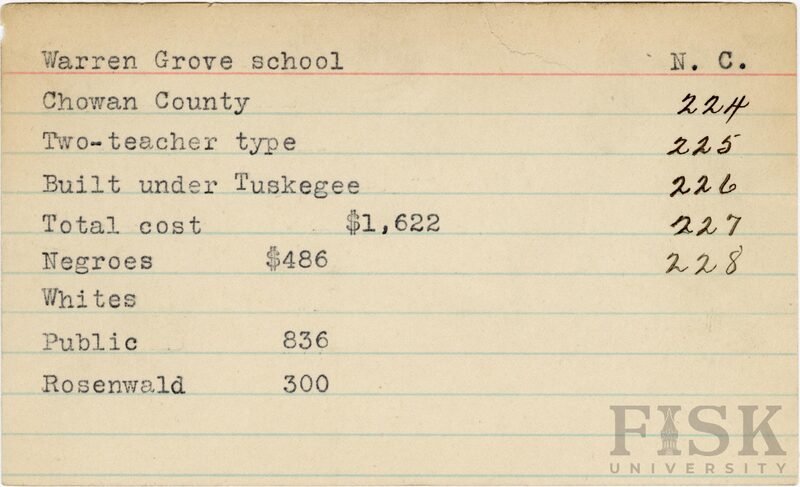 Warren Grove school N. C.
Chowan County 224
Two-teacher type 225
Built under Tuskegee 226
Total cost $1,622 227
Negroes $486 228
Whites
Public 836
Rosenwald 300
FISK
UNIVERSITY